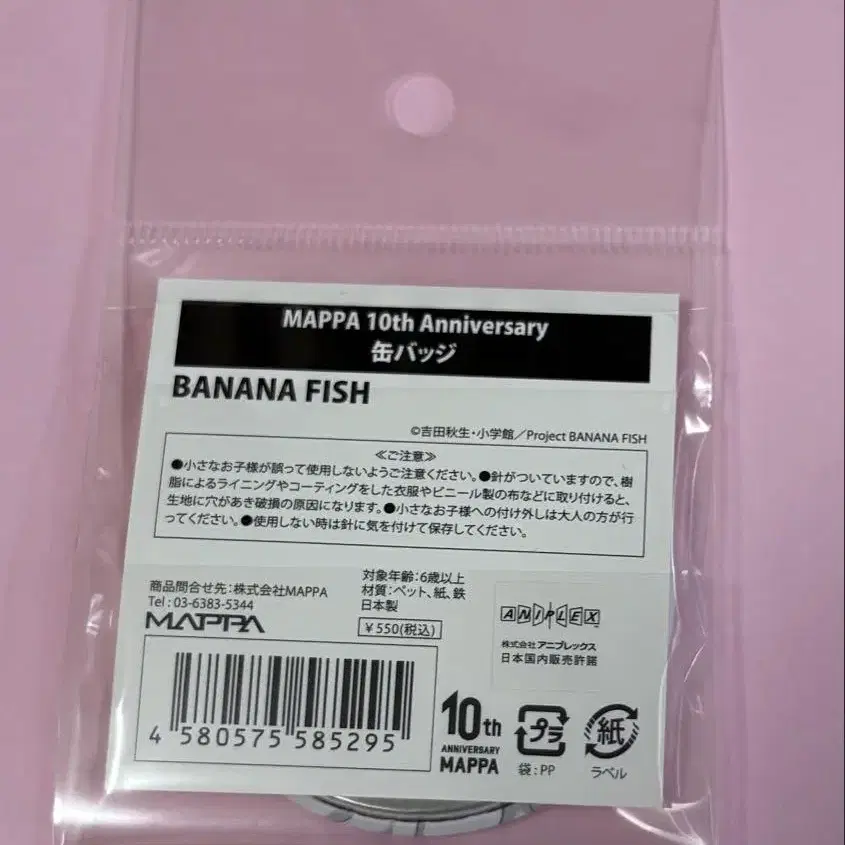 MAPPA 10th Anniversary
缶バッジ
BANANA FISH
©吉田秋生・小学館／Project BANANA FISH
≪ご注意≫
●小さなお子様が誤って使用しないようご注意ください。●針がついていますので、樹
脂によるライニングやコーティングをした衣服やビニール製の布などに取り付けると、
生地に穴があき破損の原因になります。●小さなお子様への付け外しは大人の方が行
ってください。●使用しない時は針に気を付けて保存してください。
商品問合せ先：株式会社MAPPA
Tel：03-6383-5344
MAPPA
対象年齢：6歳以上
材質：ペット、紙、鉄
日本製
￥550(税込)
ANIPLEX
株式会社 アニプレックス
日本国内販売許諾
4 580575 585295
10th
ANNIVERSARY
MAPPA
プラ
袋：PP
紙
ラベル